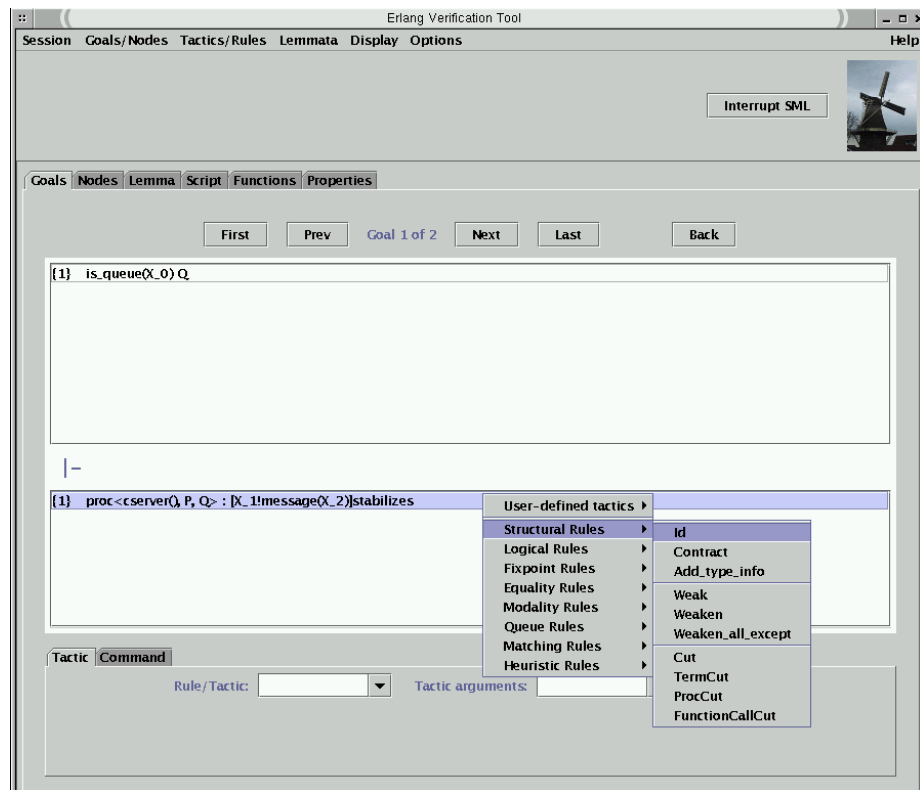 Erlang Verification Tool
Session Goals/Nodes Tactics/Rules Lemmata Display Options Help
Interrupt SML
Goals Nodes Lemma Script Functions Properties
First Prev Goal 1 of 2 Next Last Back
{1} is_queue(X_0) Q
|-
{1} proc<cserver(), P, Q> : [X_1!message(X_2)]stabilizes
User-defined tactics
Structural Rules
Logical Rules
Fixpoint Rules
Equality Rules
Modality Rules
Queue Rules
Matching Rules
Heuristic Rules
Id
Contract
Add_type_info
Weak
Weaken
Weaken_all_except
Cut
TermCut
ProcCut
FunctionCallCut
Tactic Command
Rule/Tactic: Tactic arguments: